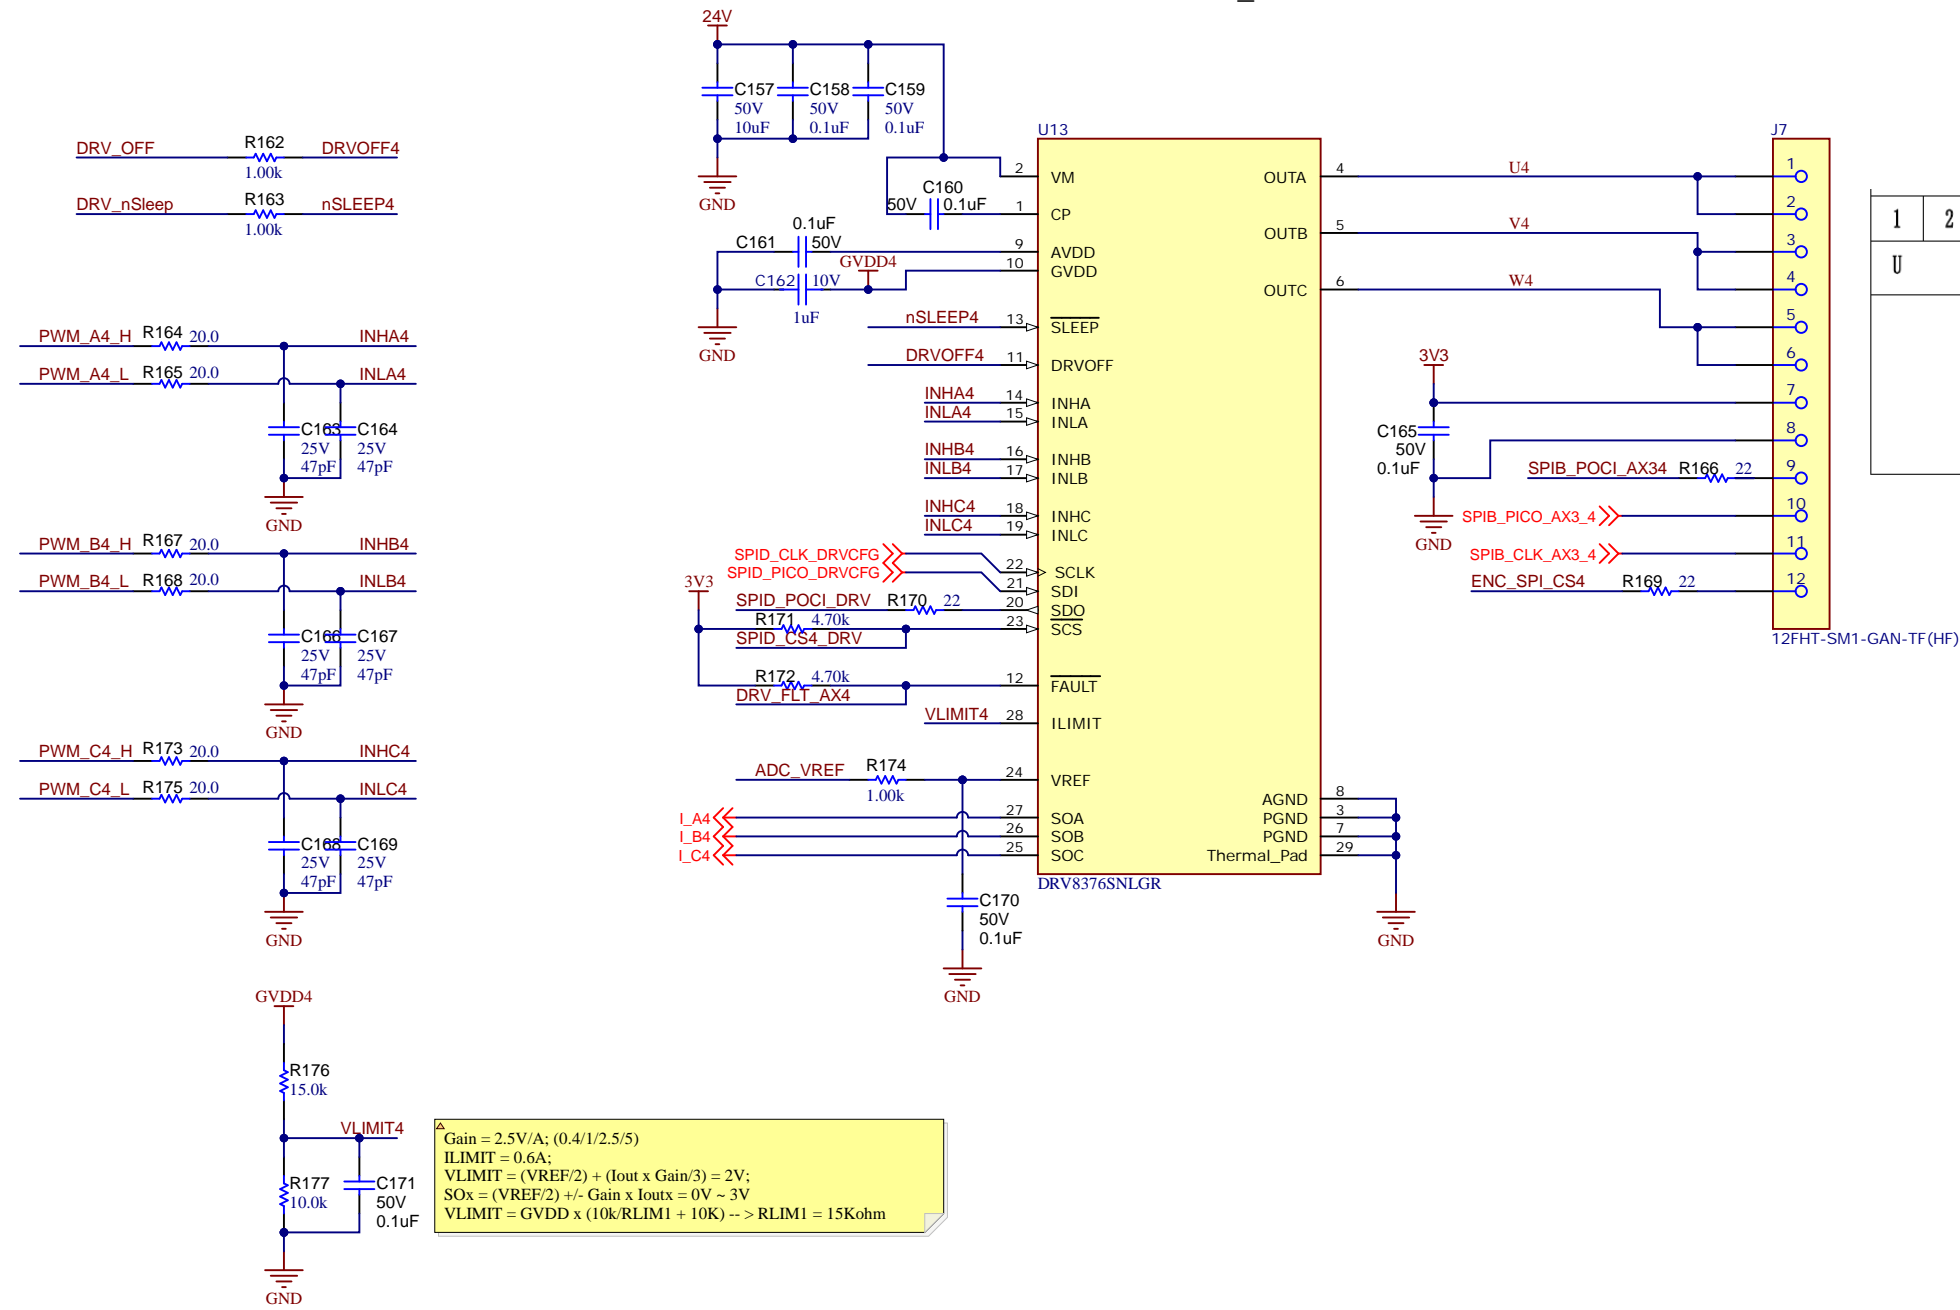 24V
C157
50V
10uF
C158
50V
0.1uF
C159
50V
0.1uF
GND
DRV_OFF
R162
1.00k
DRVOFF4
DRV_nSleep
R163
1.00k
nSLEEP4
PWM_A4_H
R164
20.0
INHA4
PWM_A4_L
R165
20.0
INLA4
C163
25V
47pF
C164
25V
47pF
GND
PWM_B4_H
R167
20.0
INHB4
PWM_B4_L
R168
20.0
INLB4
C166
25V
47pF
C167
25V
47pF
GND
PWM_C4_H
R173
20.0
INHC4
PWM_C4_L
R175
20.0
INLC4
C168
25V
47pF
C169
25V
47pF
GND
GVDD4
R176
15.0k
VLIMIT4
R177
10.0k
C171
50V
0.1uF
GND
Gain = 2.5V/A; (0.4/1/2.5/5)
ILIMIT = 0.6A;
VLIMIT = (VREF/2) + (Iout x Gain/3) = 2V;
SOx = (VREF/2) +/- Gain x Ioutx = 0V ~ 3V
VLIMIT = GVDD x (10k/RLIM1 + 10K) -- > RLIM1 = 15Kohm
C160
50V
0.1uF
0.1uF
C161
50V
GVDD4
C162
10V
1uF
GND
nSLEEP4
DRVOFF4
INHA4
INLA4
INHB4
INLB4
INHC4
INLC4
SPID_CLK_DRVCFG
SPID_PICO_DRVCFG
3V3
SPID_POCI_DRV
R170
22
R171
4.70k
SPID_CS4_DRV
R172
4.70k
DRV_FLT_AX4
VLIMIT4
ADC_VREF
R174
1.00k
I_A4
I_B4
I_C4
C170
50V
0.1uF
GND
U13
2 VM
1 CP
9 AVDD
10 GVDD
13 SLEEP
11 DRVOFF
14 INHA
15 INLA
16 INHB
17 INLB
18 INHC
19 INLC
22 SCLK
21 SDI
20 SDO
23 SCS
12 FAULT
28 ILIMIT
24 VREF
27 SOA
26 SOB
25 SOC
OUTA 4
OUTB 5
OUTC 6
AGND 8
PGND 3
PGND 7
Thermal_Pad 29
DRV8376SNLGR
GND
U4
V4
W4
3V3
C165
50V
0.1uF
GND
SPIB_POCI_AX34
R166
22
SPIB_PICO_AX3_4
SPIB_CLK_AX3_4
ENC_SPI_CS4
R169
22
J7
1
2
3
4
5
6
7
8
9
10
11
12
12FHT-SM1-GAN-TF(HF)
1 2
U